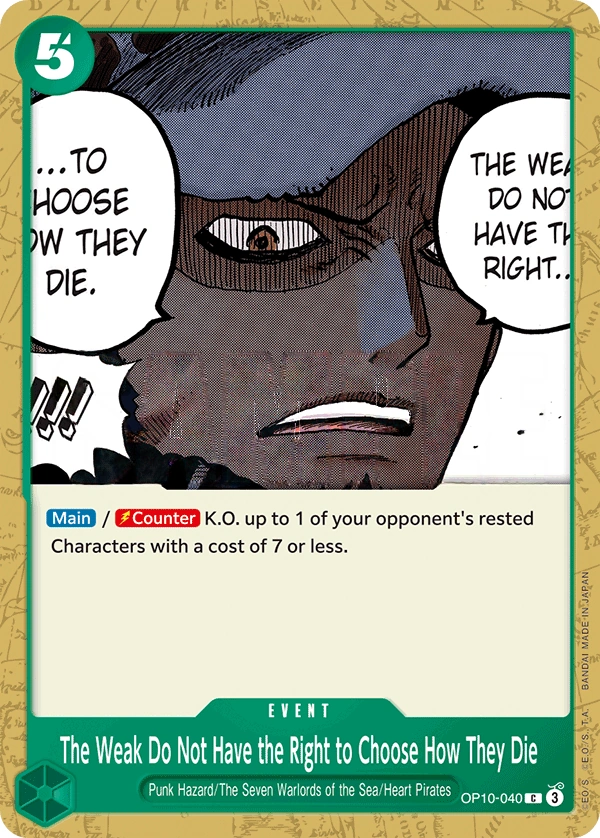 5
...TO
HOOSE
OW THEY
DIE.
THE WEA
DO NOT
HAVE TH
RIGHT..
!!!
Main / Counter K.O. up to 1 of your opponent's rested
Characters with a cost of 7 or less.
EVENT
The Weak Do Not Have the Right to Choose How They Die
Punk Hazard/The Seven Warlords of the Sea/Heart Pirates
OP10-040 C 3
©E.O./S. ©E.O./S.,T.A. BANDAI MADE IN JAPAN